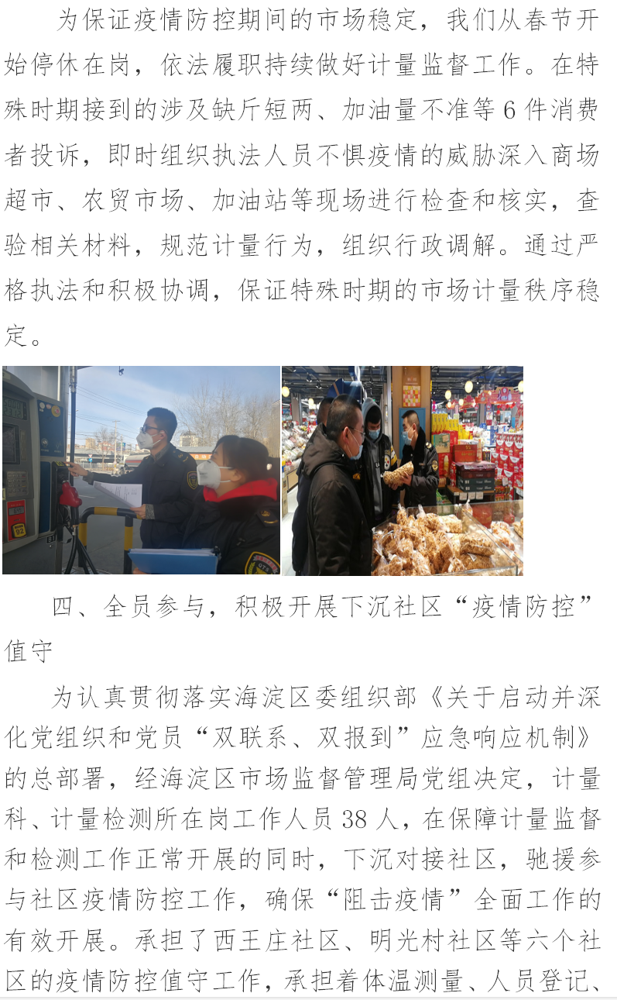 为保证疫情防控期间的市场稳定，我们从春节开
始停休在岗，依法履职持续做好计量监督工作。在特
殊时期接到的涉及缺斤短两、加油量不准等 6 件消费
者投诉，即时组织执法人员不惧疫情的威胁深入商场
超市、农贸市场、加油站等现场进行检查和核实，查
验相关材料，规范计量行为，组织行政调解。通过严
格执法和积极协调，保证特殊时期的市场计量秩序稳
定。
92
四、全员参与，积极开展下沉社区“疫情防控”
值守
为认真贯彻落实海淀区委组织部《关于启动并深
化党组织和党员“双联系、双报到”应急响应机制》
的总部署，经海淀区市场监督管理局党组决定，计量
科、计量检测所在岗工作人员 38 人，在保障计量监督
和检测工作正常开展的同时，下沉对接社区，驰援参
与社区疫情防控工作，确保“阻击疫情”全面工作的
有效开展。承担了西王庄社区、明光村社区等六个社
区的疫情防控值守工作，承担着体温测量、人员登记、